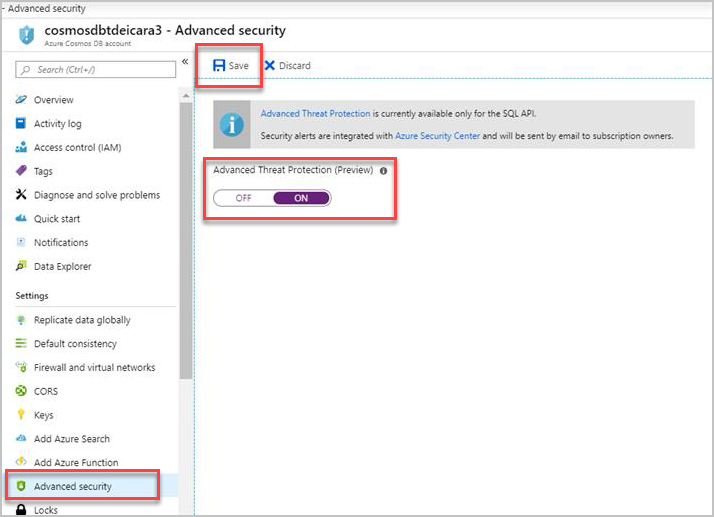 - Advanced security
cosmosdbtdeicara3 - Advanced security
Azure Cosmos DB account
Search (Ctrl+/)
«
Overview
Activity log
Access control (IAM)
Tags
Diagnose and solve problems
Quick start
Notifications
Data Explorer
Settings
Replicate data globally
Default consistency
Firewall and virtual networks
CORS
Keys
Add Azure Search
Add Azure Function
Advanced security
Locks
Save
Discard
Advanced Threat Protection is currently available only for the SQL API.
Security alerts are integrated with Azure Security Center and will be sent by email to subscription owners.
Advanced Threat Protection (Preview)
OFF ON